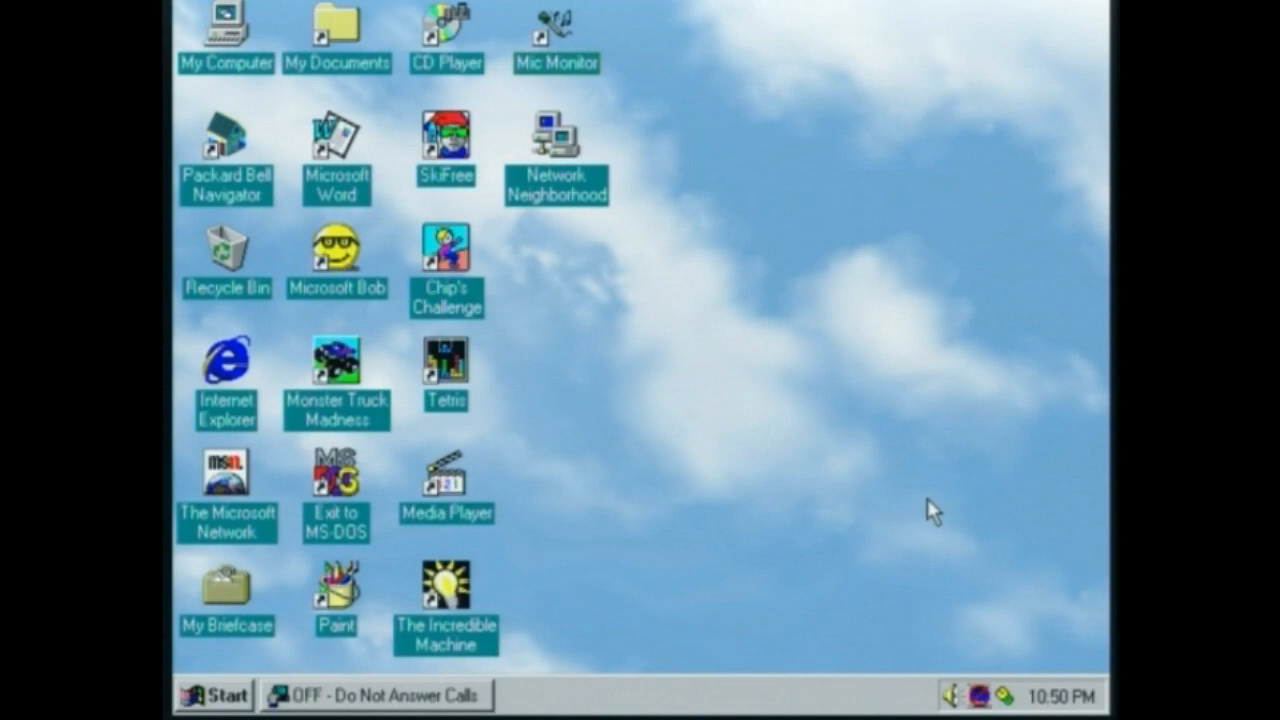 My Computer
My Documents
CD Player
Mic Monitor
Packard Bell
Navigator
Microsoft
Word
SkiFree
Network
Neighborhood
Recycle Bin
Microsoft Bob
Chip's
Challenge
Internet
Explorer
Monster Truck
Madness
Tetris
msn.
The Microsoft
Network
MS
Exit to
MS-DOS
Media Player
My Briefcase
Paint
The Incredible
Machine
Start
OFF - Do Not Answer Calls
10:50 PM